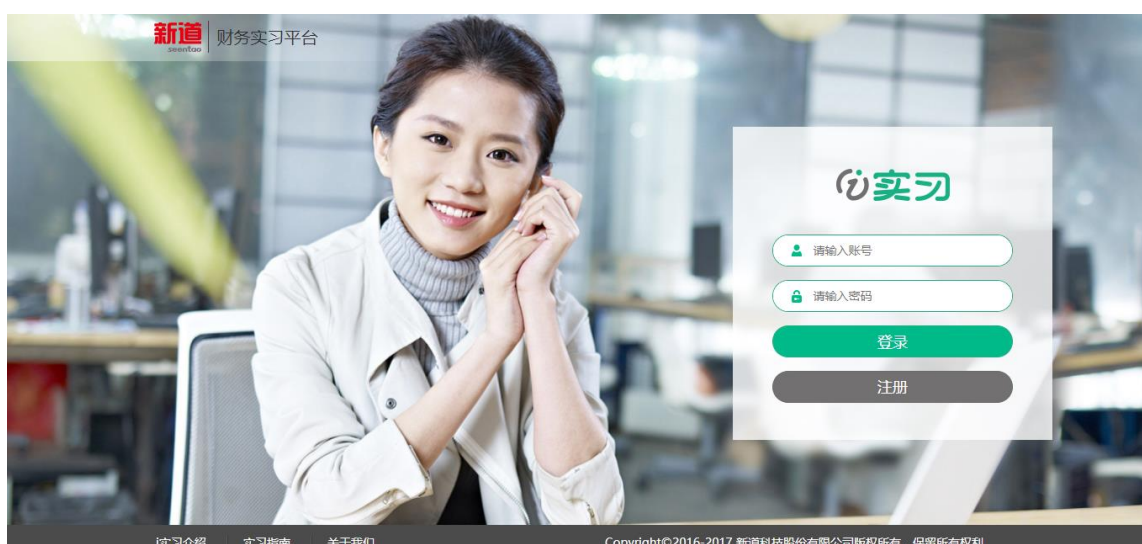 新道 财务实习平台
seentao
i实习
请输入账号
请输入密码
登录
注册
i实习介绍 实习指南 关于我们 Copyright©2016-2017 新道科技股份有限公司版权所有 保留所有权利